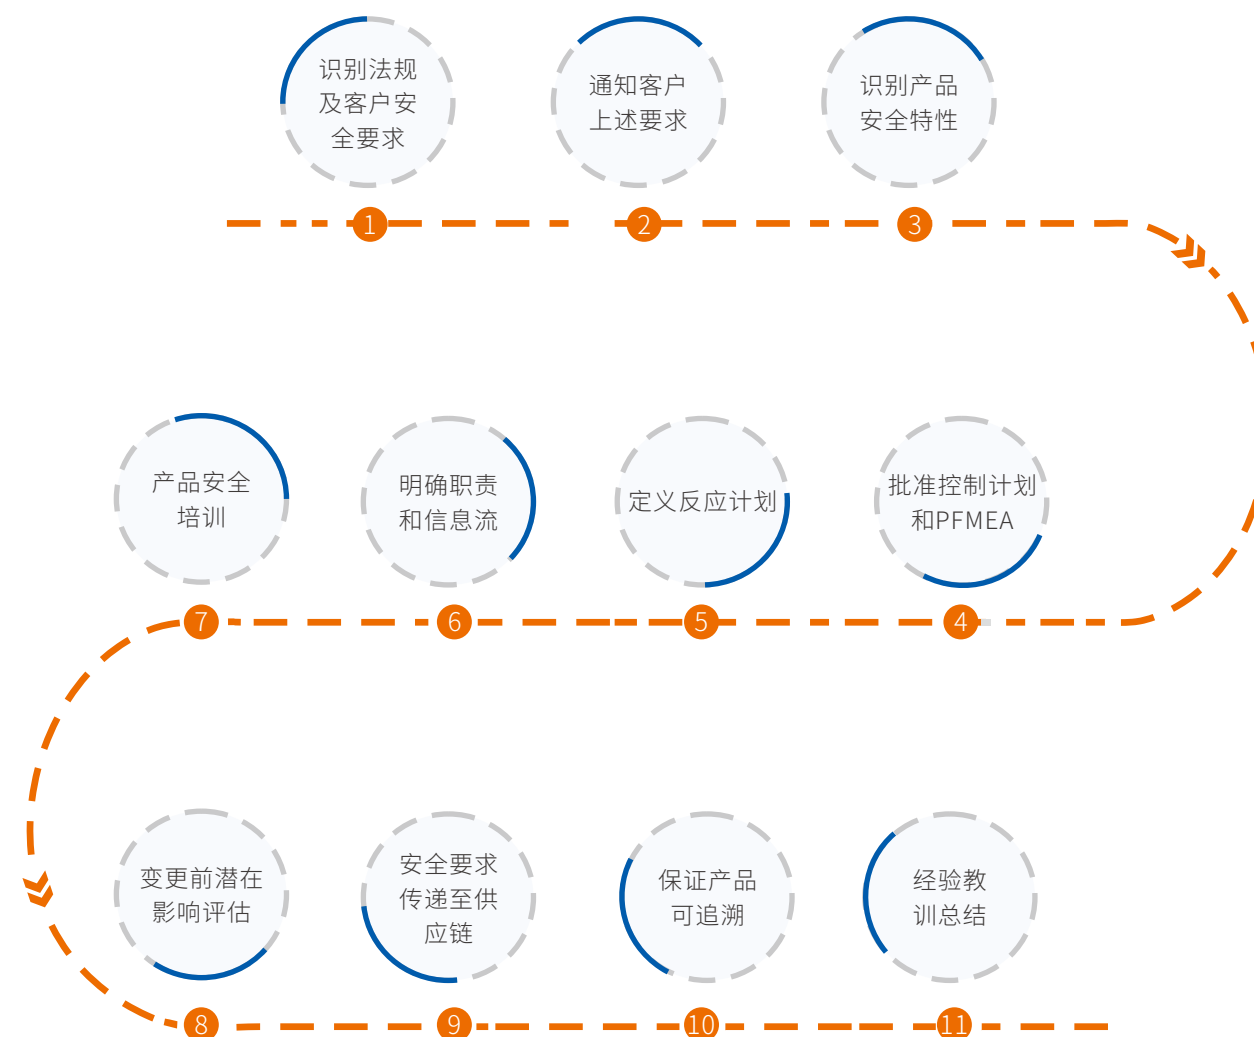 识别法规
及客户安
全要求
1
通知客户
上述要求
2
识别产品
安全特性
3
批准控制计划
和PFMEA
4
定义反应计划
5
明确职责
和信息流
6
产品安全
培训
7
变更前潜在
影响评估
8
安全要求
传递至供
应链
9
保证产品
可追溯
10
经验教
训总结
11